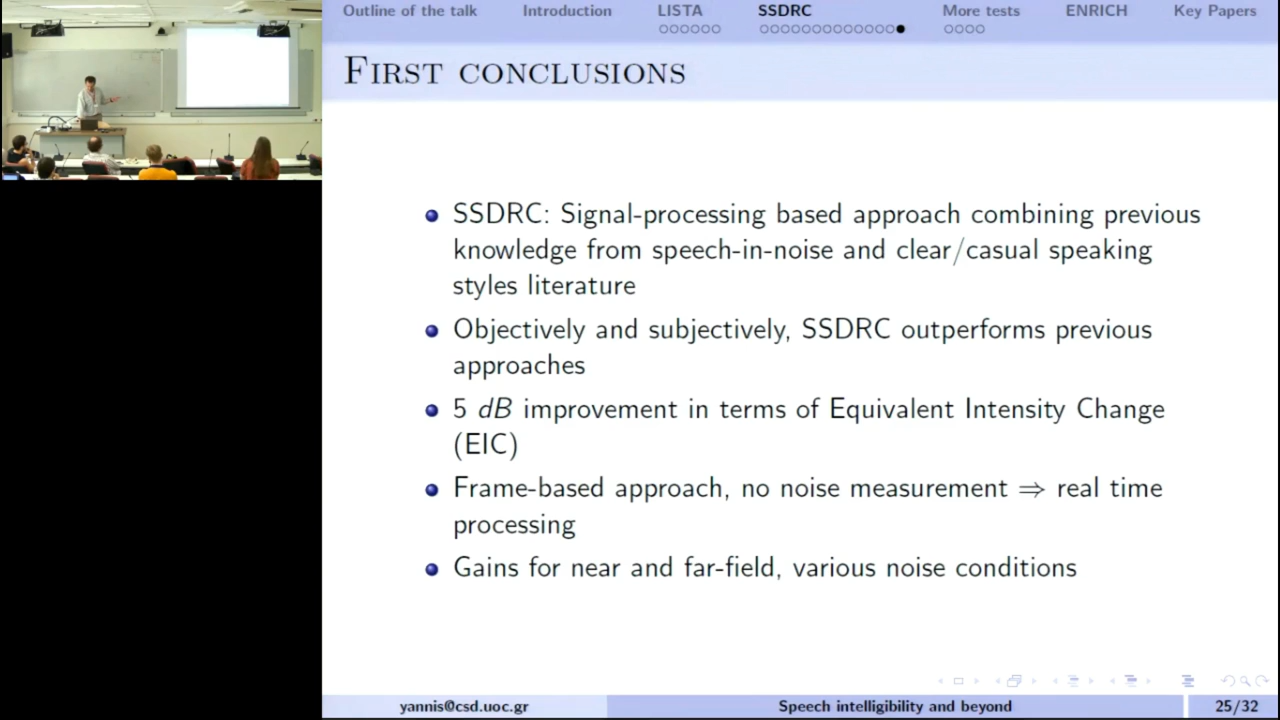 Outline of the talk Introduction LISTA SSDRC More tests ENRICH Key Papers
FIRST CONCLUSIONS
SSDRC: Signal-processing based approach combining previous
knowledge from speech-in-noise and clear/casual speaking
styles literature
Objectively and subjectively, SSDRC outperforms previous
approaches
5 dB improvement in terms of Equivalent Intensity Change
(EIC)
Frame-based approach, no noise measurement ⇒ real time
processing
Gains for near and far-field, various noise conditions
yannis@csd.uoc.gr Speech intelligibility and beyond 25/32